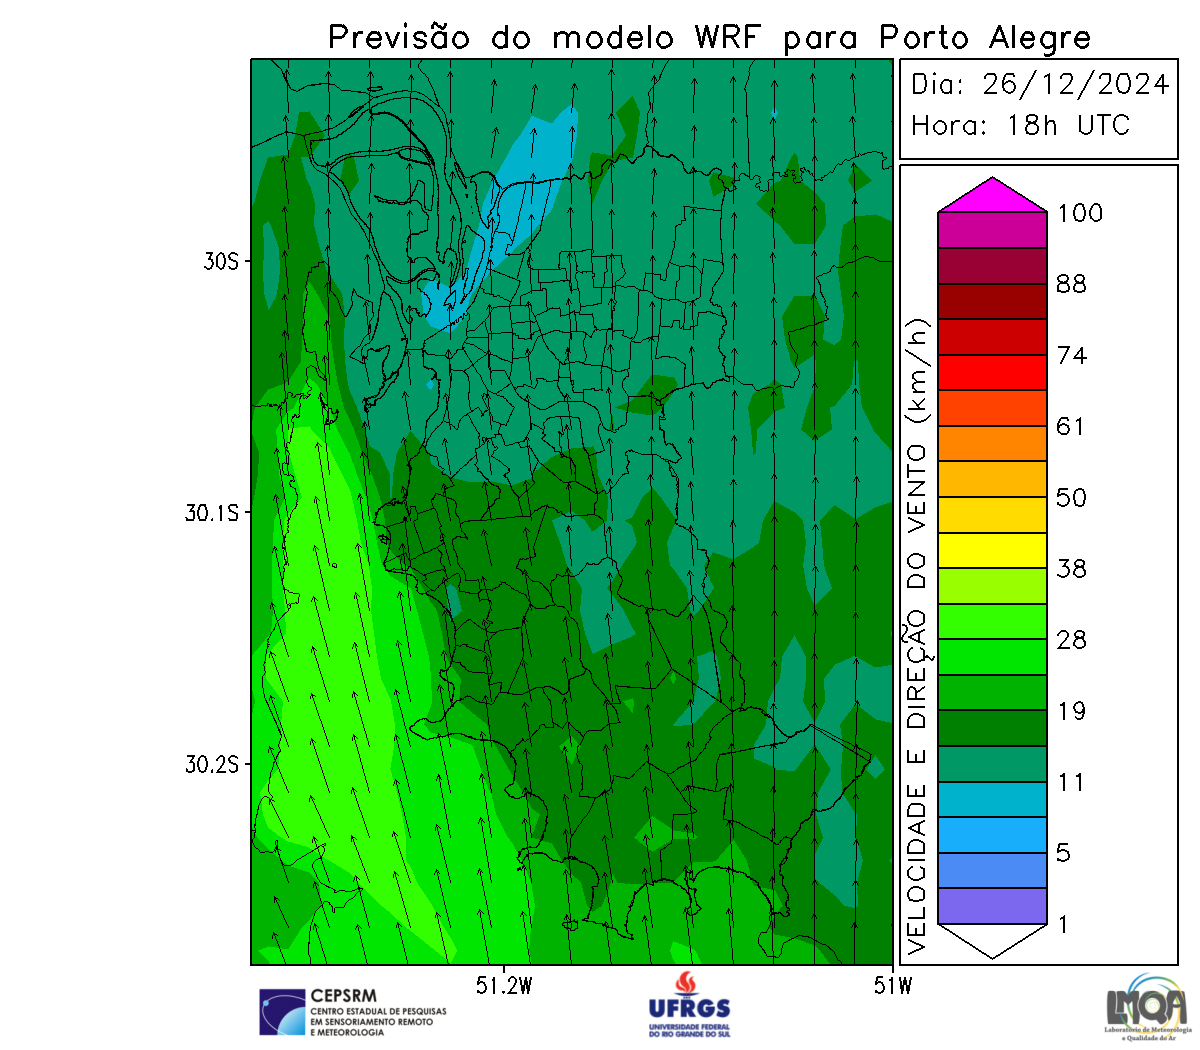 Previsão do modelo WRF para Porto Alegre
Dia: 26/12/2024
Hora: 18h UTC
30S
30.1S
30.2S
51.2W
51W
VELOCIDADE E DIREÇÃO DO VENTO (km/h)
100
88
74
61
50
38
28
19
11
5
1
CEPSRM
CENTRO ESTADUAL DE PESQUISAS
EM SENSORIAMENTO REMOTO
E METEOROLOGIA
UFRGS
UNIVERSIDADE FEDERAL
DO RIO GRANDE DO SUL
LMQA
Laboratório de Meteorologia
e Qualidade do Ar